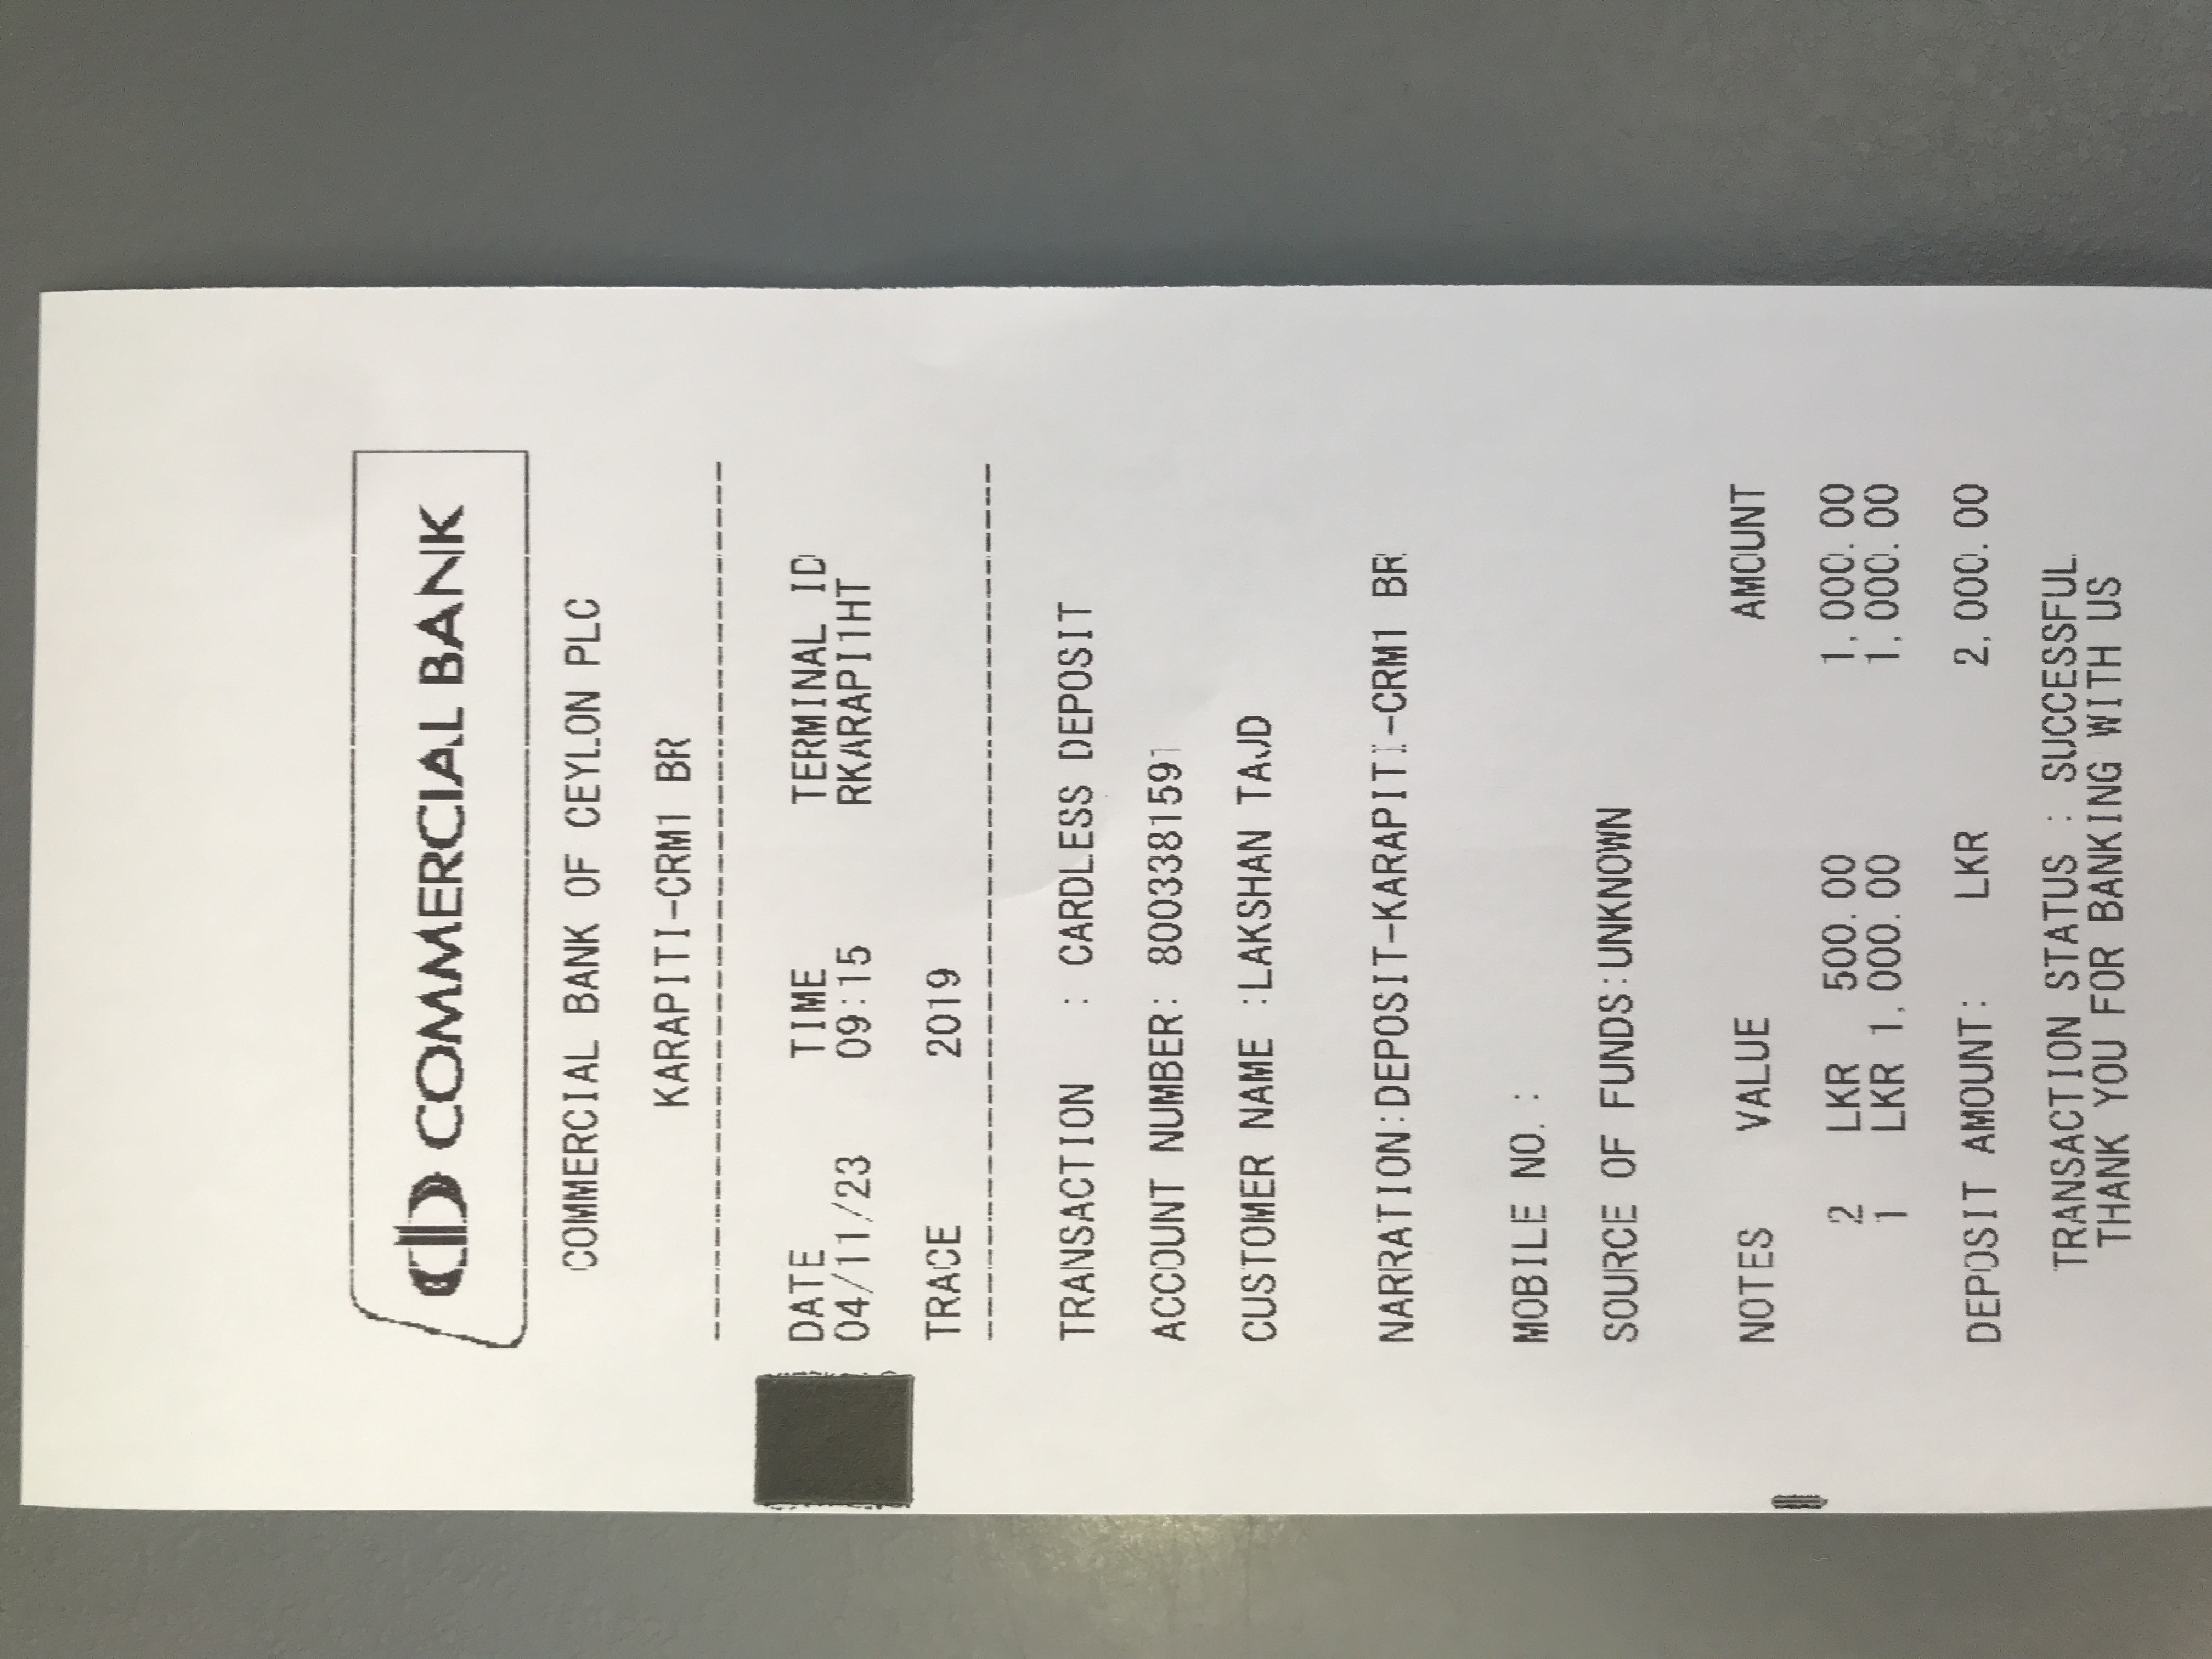 COMMERCIAL BANK
COMMERCIAL BANK OF CEYLON PLC
KARAPITI-CRM1 BR
DATE TIME TERMINAL ID
04/11/23 09:15 RKARAPI1HT
TRACE 2019
TRANSACTION : CARDLESS DEPOSIT
ACCOUNT NUMBER: 8003381591
CUSTOMER NAME :LAKSHAN TAJD
NARRATION:DEPOSIT-KARAPITI-CRM1 BR
MOBILE NO. :
SOURCE OF FUNDS:UNKNOWN
NOTES VALUE AMOUNT
2 LKR 500.00 1,000.00
1 LKR 1,000.00 1,000.00
DEPOSIT AMOUNT: LKR 2,000.00
TRANSACTION STATUS : SUCCESSFUL
THANK YOU FOR BANKING WITH US